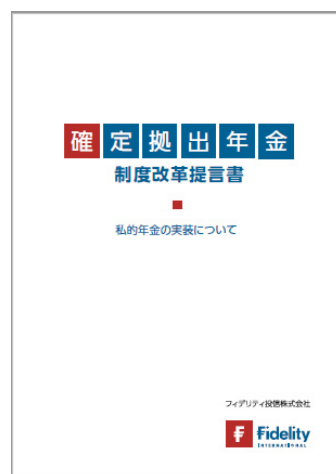 確定拠出年金
制度改革提言書
私的年金の実装について
フィデリティ投信株式会社
Fidelity
INTERNATIONAL